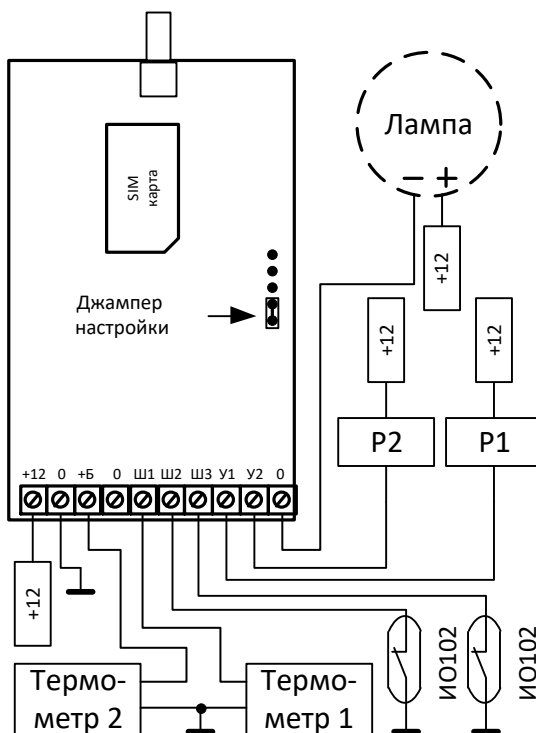 SIM
карта
Лампа
− +
+12
Джампер
настройки
+12
+12
P2
P1
+12 0 +Б 0 Ш1 Ш2 Ш3 У1 У2 0
+12
ИО102
ИО102
Термо-
метр 2
Термо-
метр 1